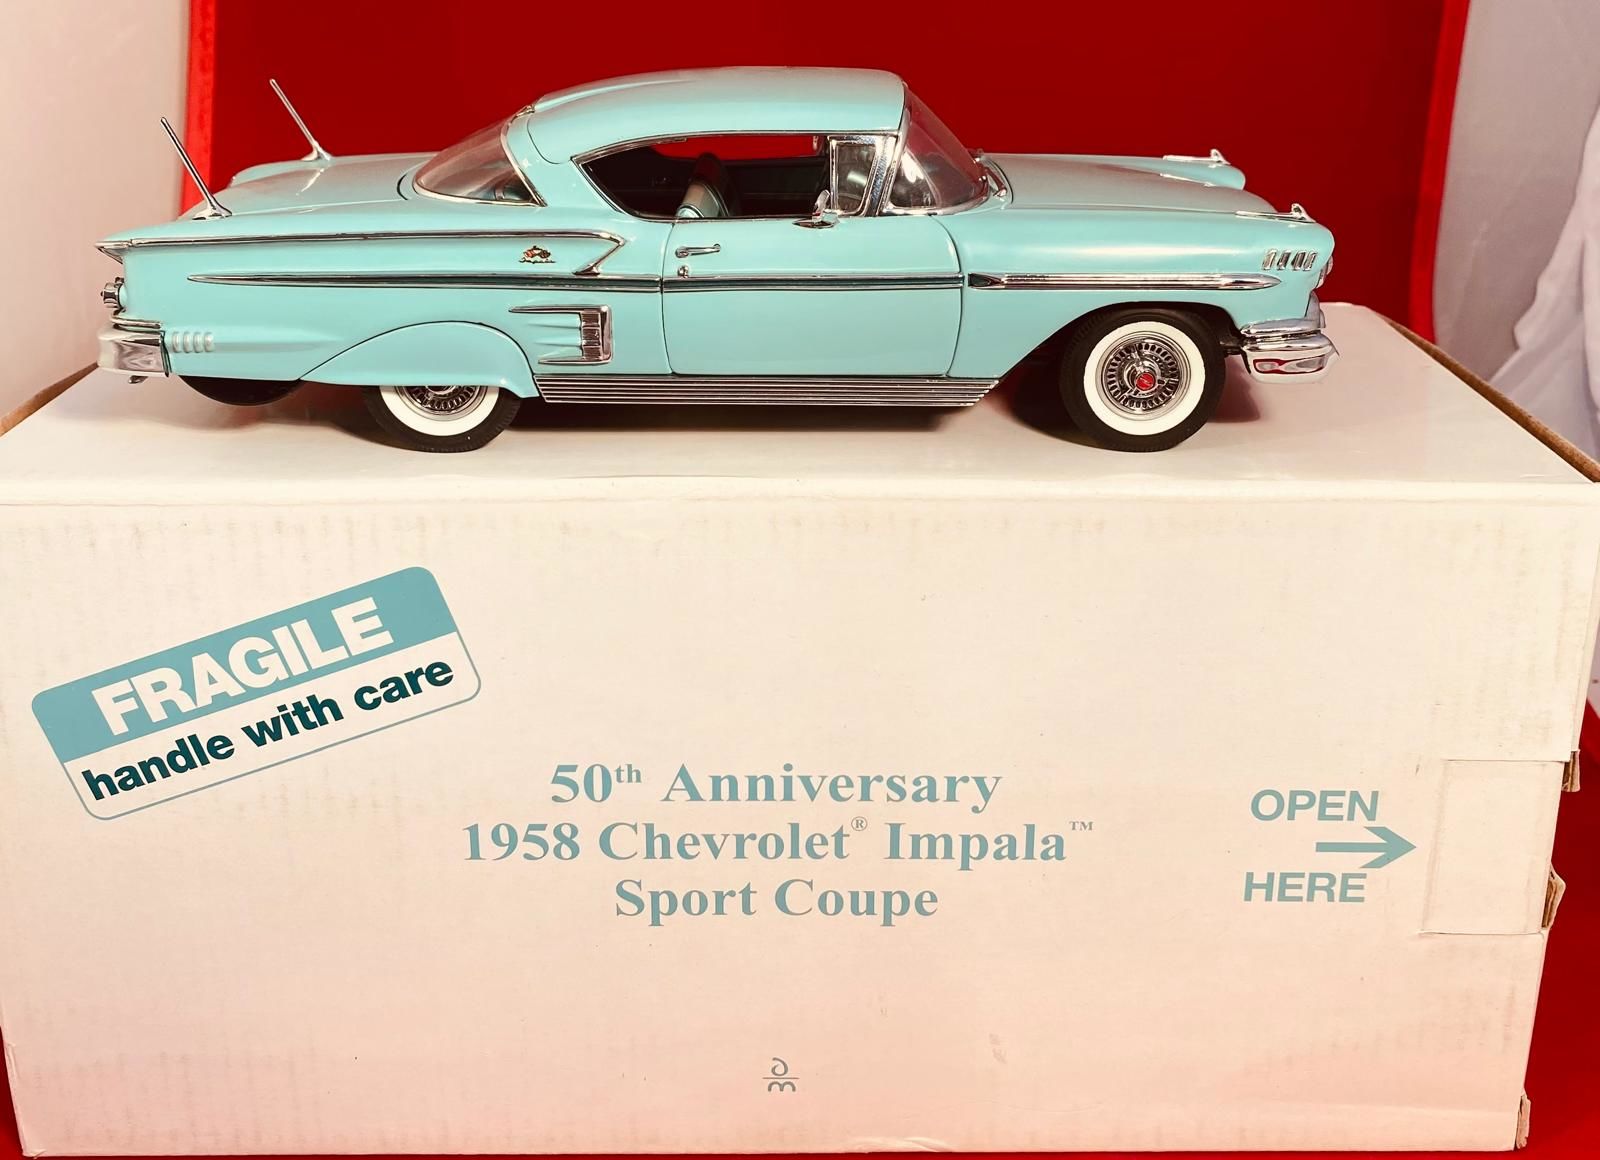 FRAGILE
handle with care
50th Anniversary
1958 Chevrolet® Impala™
Sport Coupe
OPEN
HERE